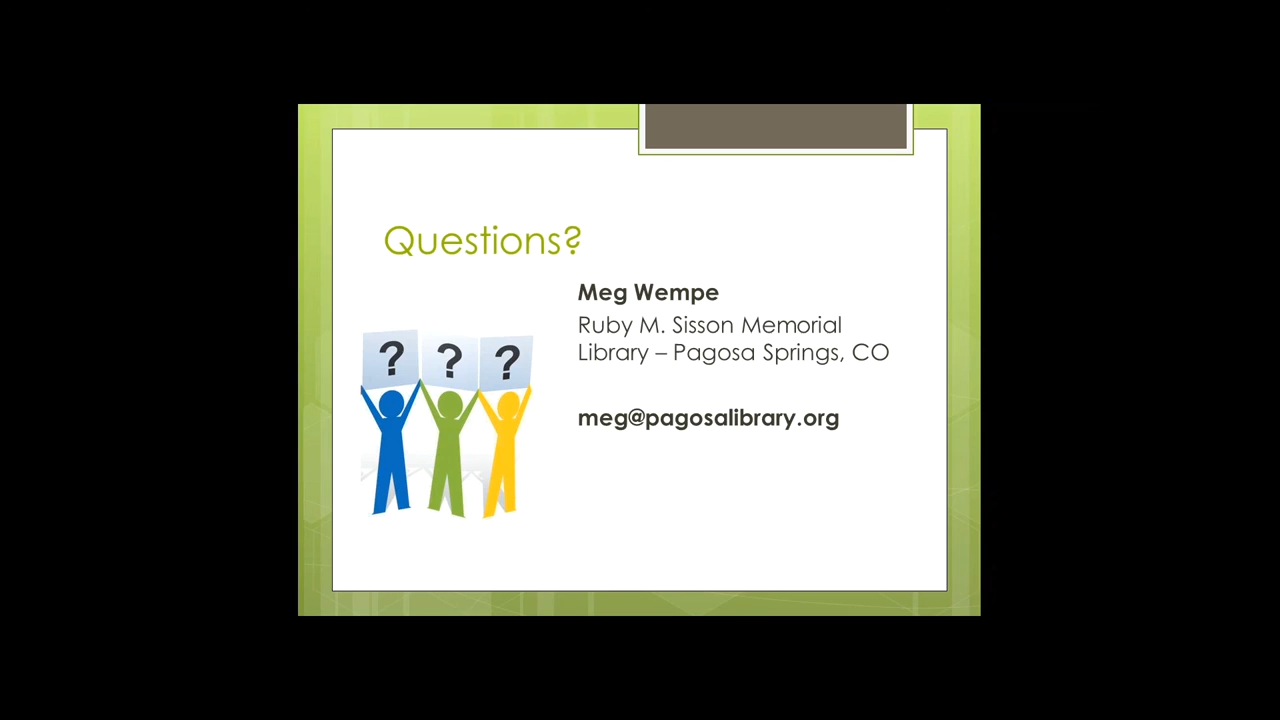 Questions?
Meg Wempe
Ruby M. Sisson Memorial
Library – Pagosa Springs, CO
? ? ?
meg@pagosalibrary.org